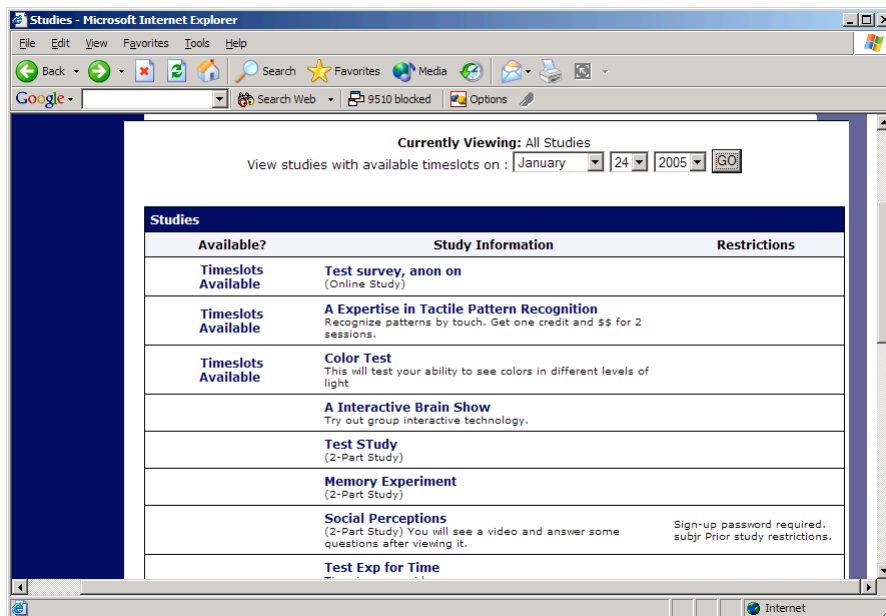 Studies - Microsoft Internet Explorer
File Edit View Favorites Tools Help
Back Search Favorites Media
Google Search Web 9510 blocked Options
Currently Viewing: All Studies
View studies with available timeslots on : January 24 2005 GO
Studies
Available? Study Information Restrictions
Timeslots Available
Test survey, anon on
(Online Study)
Timeslots Available
A Expertise in Tactile Pattern Recognition
Recognize patterns by touch. Get one credit and $$ for 2
sessions.
Timeslots Available
Color Test
This will test your ability to see colors in different levels of
light
A Interactive Brain Show
Try out group interactive technology.
Test STudy
(2-Part Study)
Memory Experiment
(2-Part Study)
Social Perceptions
(2-Part Study) You will see a video and answer some
questions after viewing it.
Sign-up password required.
subjr Prior study restrictions.
Test Exp for Time
Internet